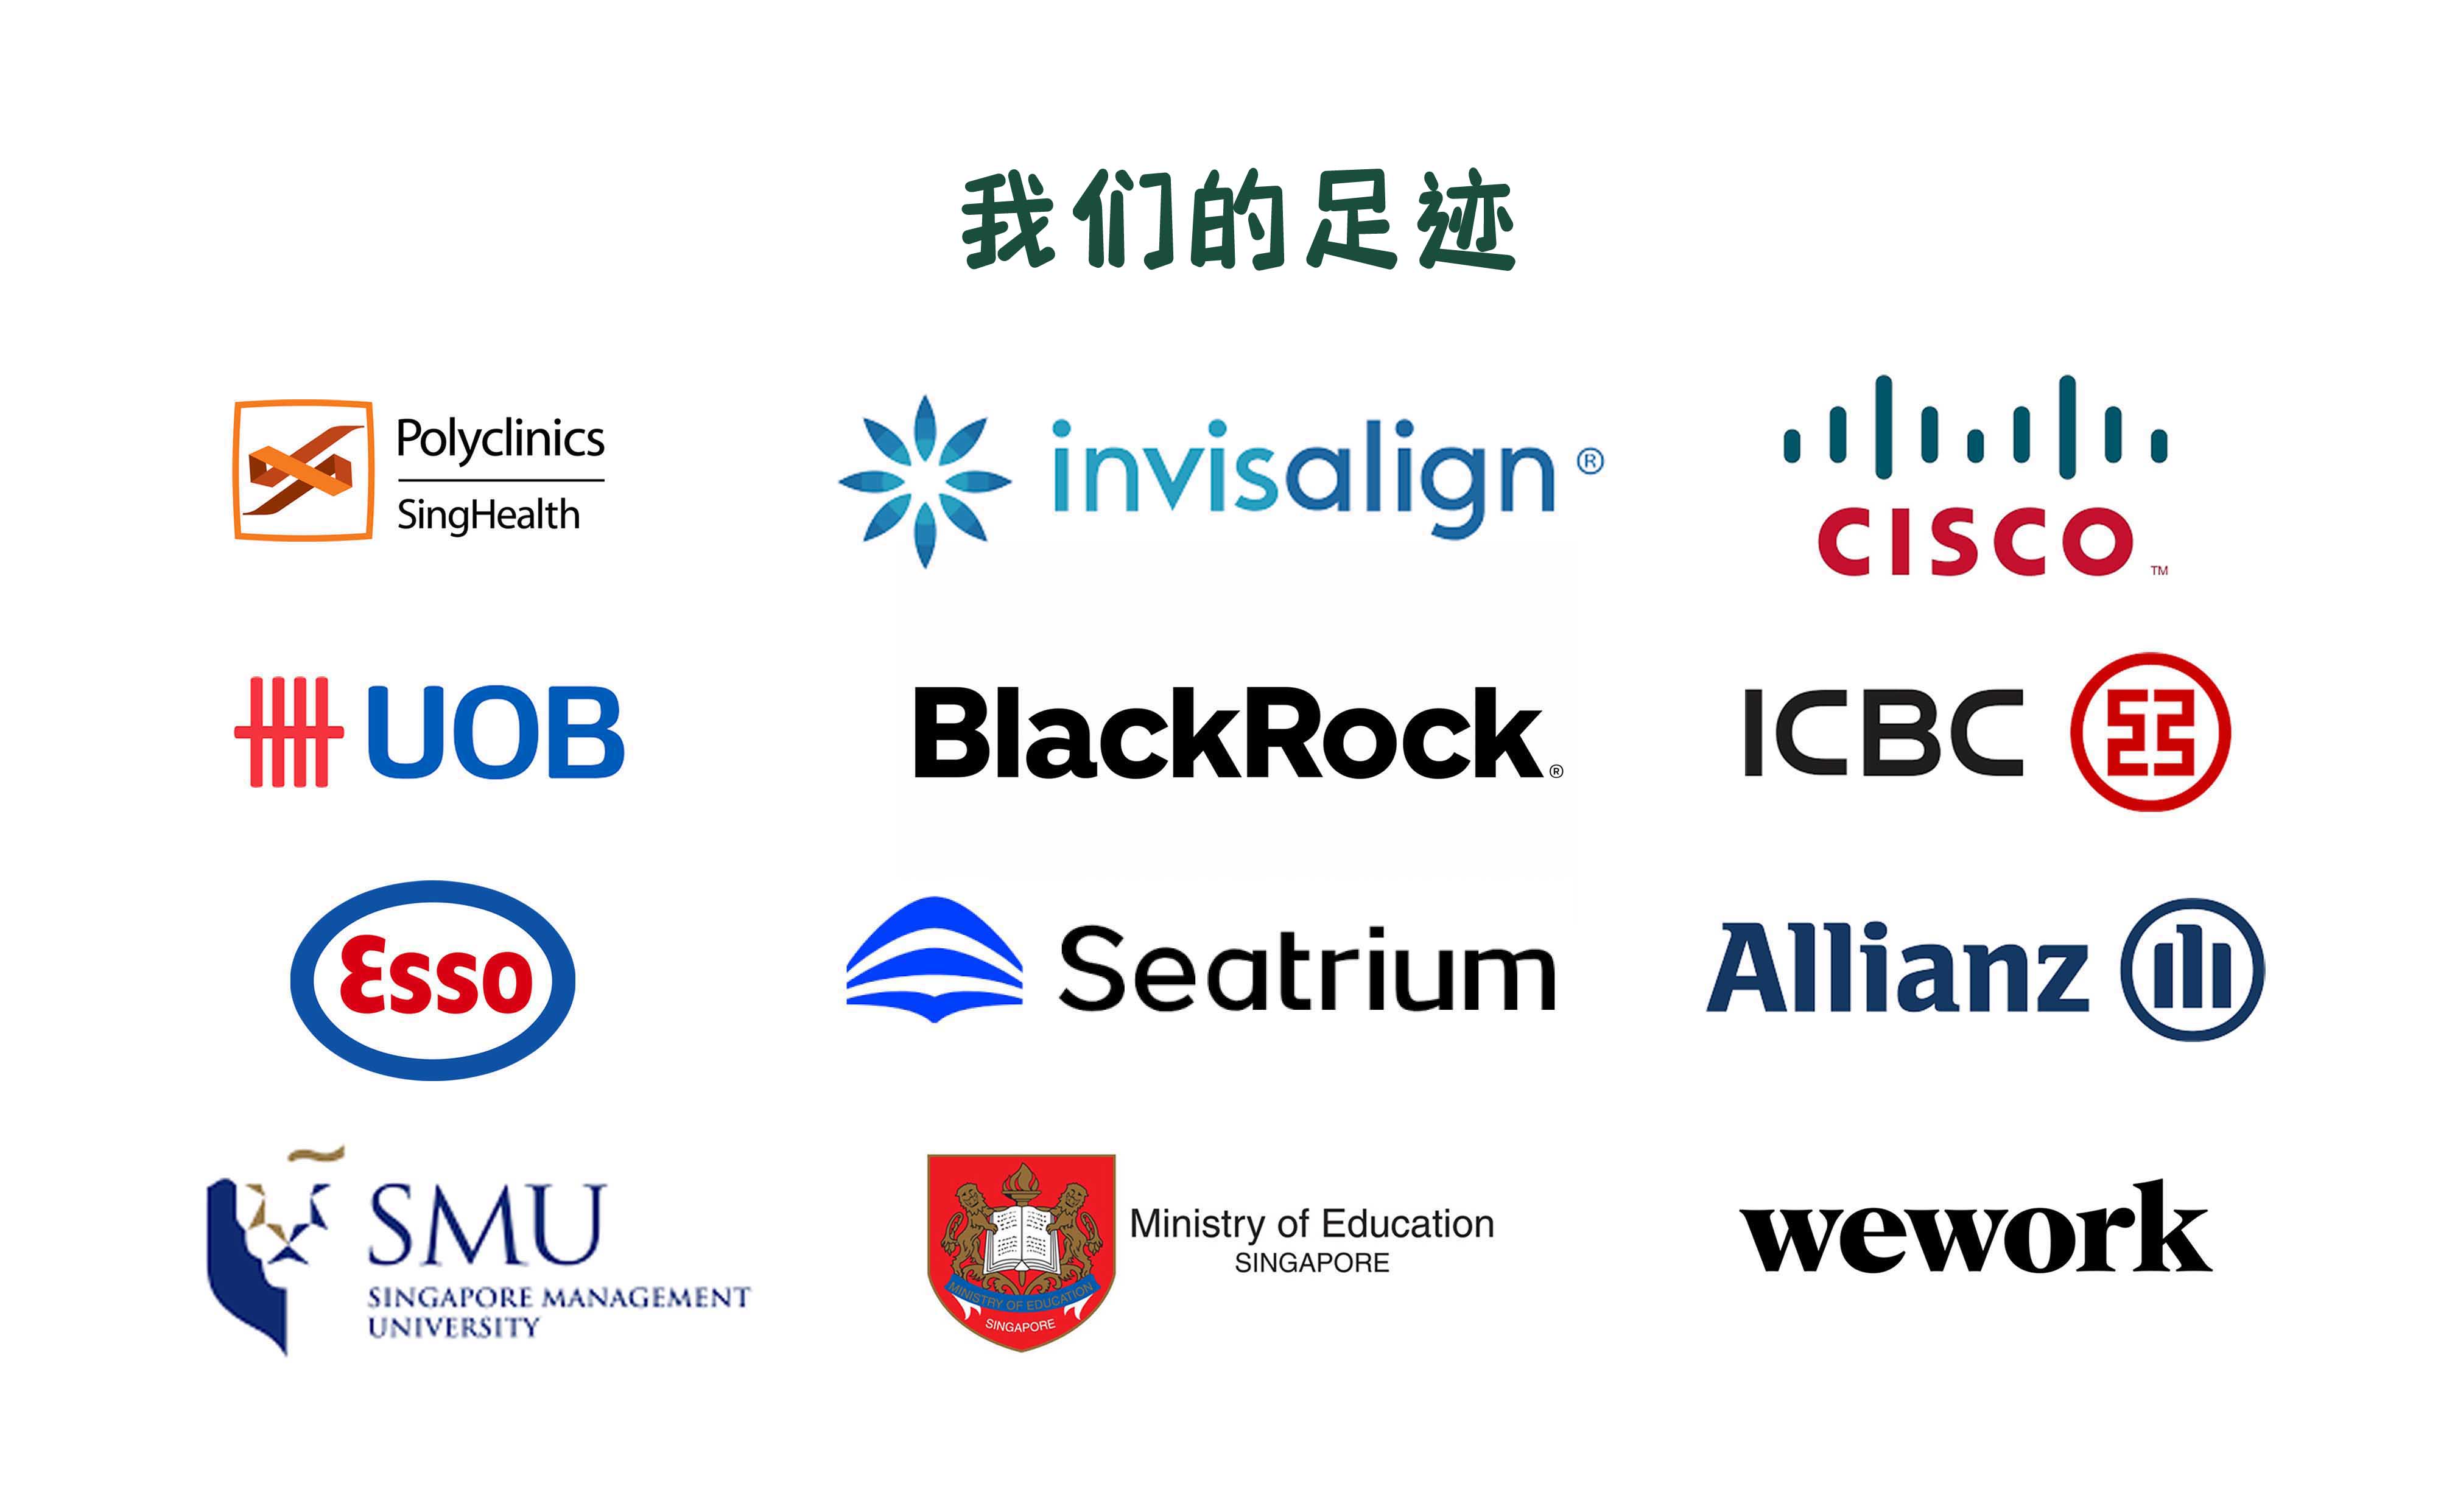 我们的足迹
Polyclinics
SingHealth
invisalign®
CISCO™
UOB
BlackRock®
ICBC
Esso
Seatrium
Allianz
SMU
SINGAPORE MANAGEMENT
UNIVERSITY
MINISTRY OF EDUCATION
SINGAPORE
Ministry of Education
SINGAPORE
wework